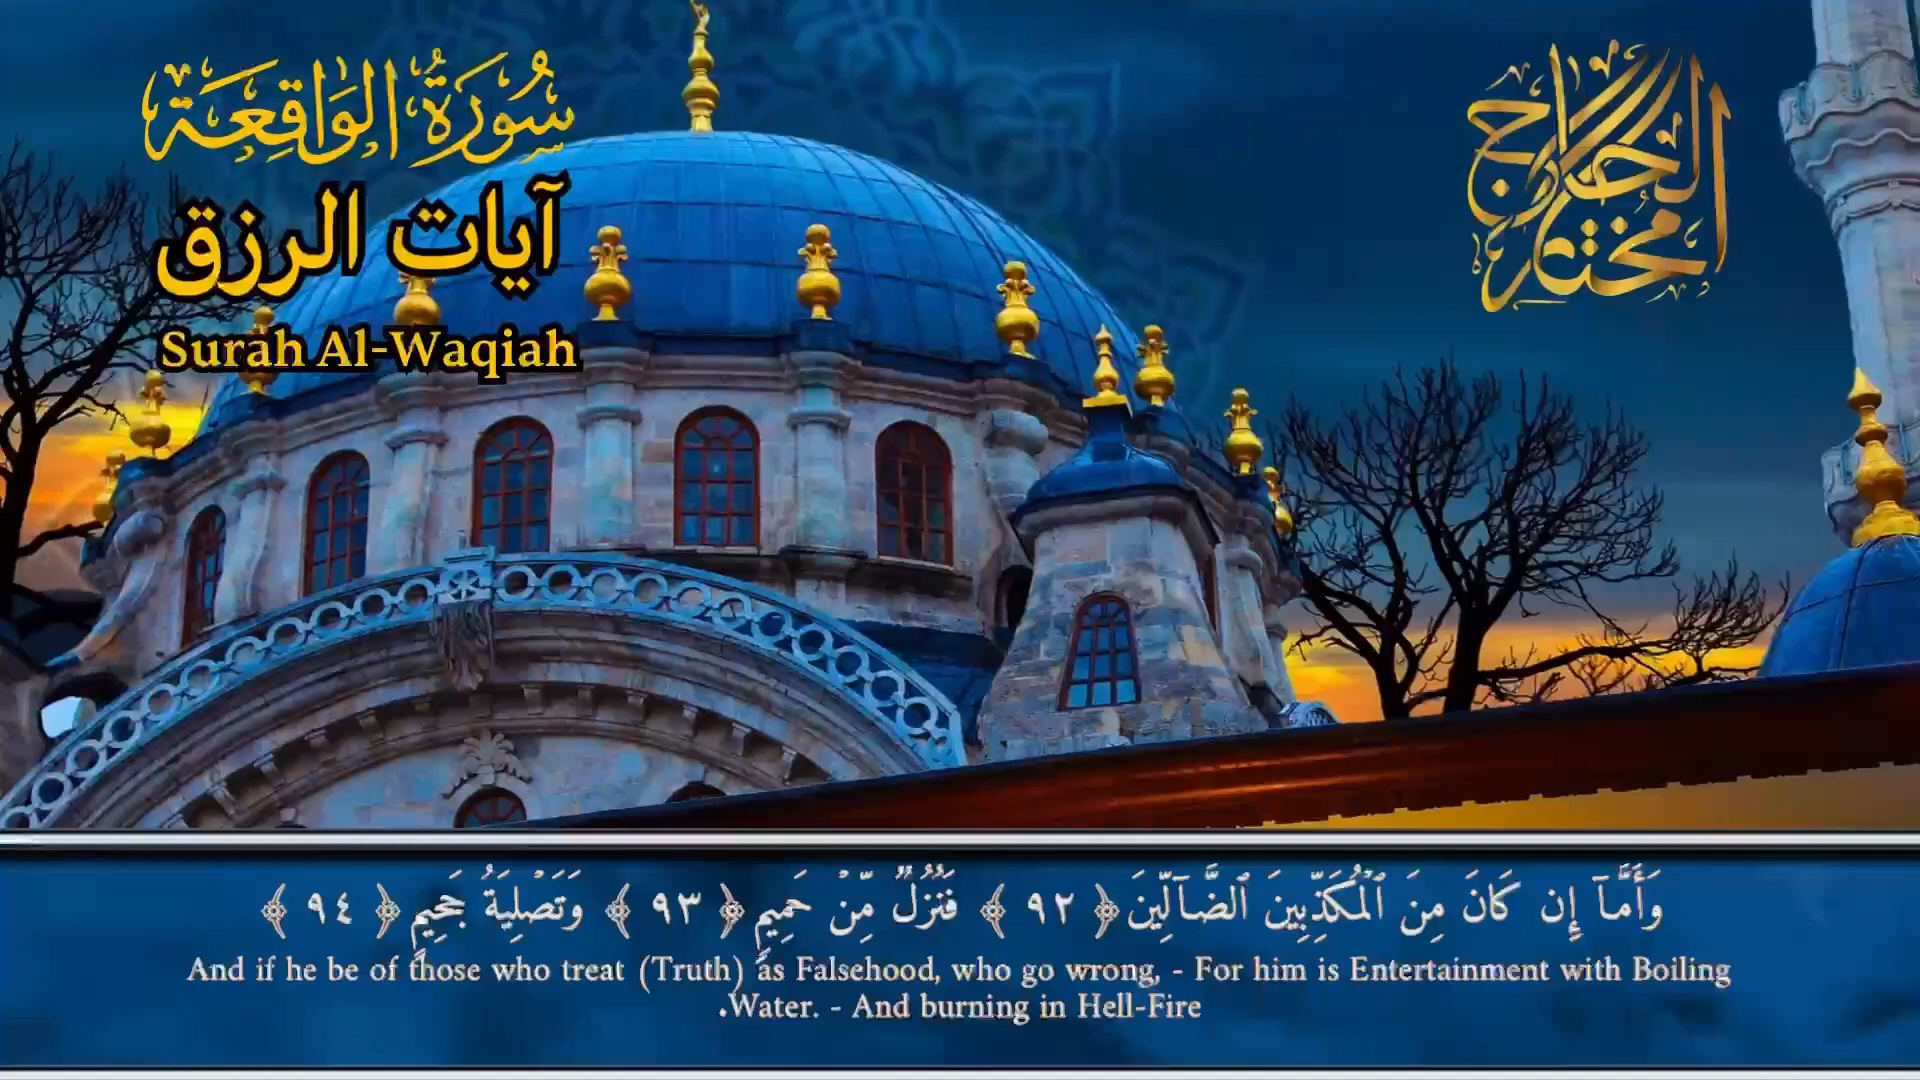 سُورَةُ الوَاقِعَة
آيات الرزق
Surah Al-Waqiah
مختار الحاج
وَأَمَّآ إِن كَانَ مِنَ ٱلْمُكَذِّبِينَ ٱلضَّآلِّينَ ﴿٩٢﴾ فَنُزُلٌ مِّنْ حَمِيمٍ ﴿٩٣﴾ وَتَصْلِيَةُ جَحِيمٍ ﴿٩٤﴾
And if he be of those who treat (Truth) as Falsehood, who go wrong, - For him is Entertainment with Boiling
.Water. - And burning in Hell-Fire